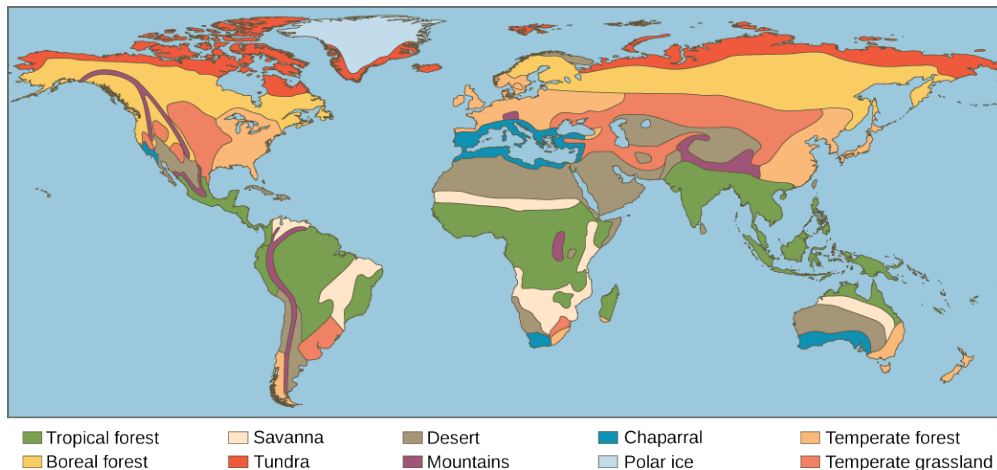 Tropical forest Savanna Desert Chaparral Temperate forest
Boreal forest Tundra Mountains Polar ice Temperate grassland